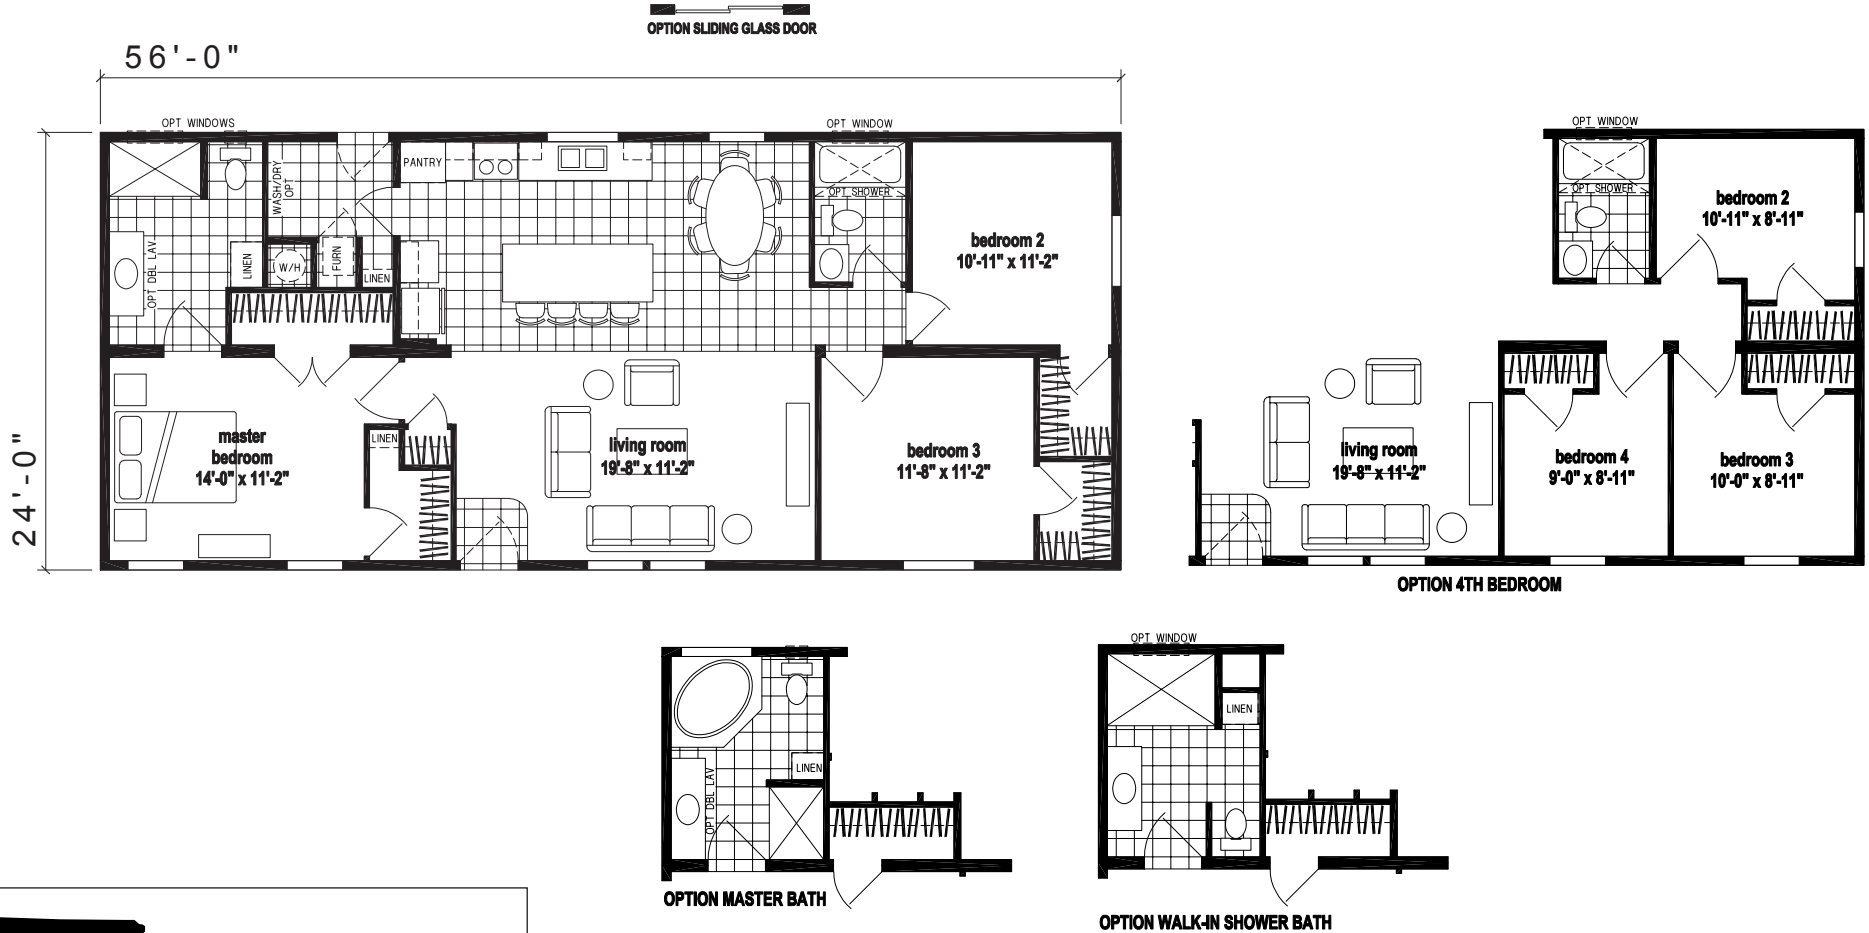 OPTION SLIDING GLASS DOOR
56'-0"
24'-0"
OPT WINDOWS
OPT WINDOW
PANTRY
WASH/DRY
OPT
OPT SHOWER
OPT DBL LAV
LINEN
W/H
FURN
LINEN
bedroom 2
10'-11" x 11'-2"
master
bedroom
14'-0" x 11'-2"
LINEN
living room
19'-8" x 11'-2"
bedroom 3
11'-8" x 11'-2"
OPT WINDOW
OPT SHOWER
bedroom 2
10'-11" x 8'-11"
living room
19'-8" x 11'-2"
bedroom 4
9'-0" x 8'-11"
bedroom 3
10'-0" x 8'-11"
OPTION 4TH BEDROOM
LINEN
OPT DBL LAV
OPTION MASTER BATH
OPT WINDOW
LINEN
OPTION WALK-IN SHOWER BATH